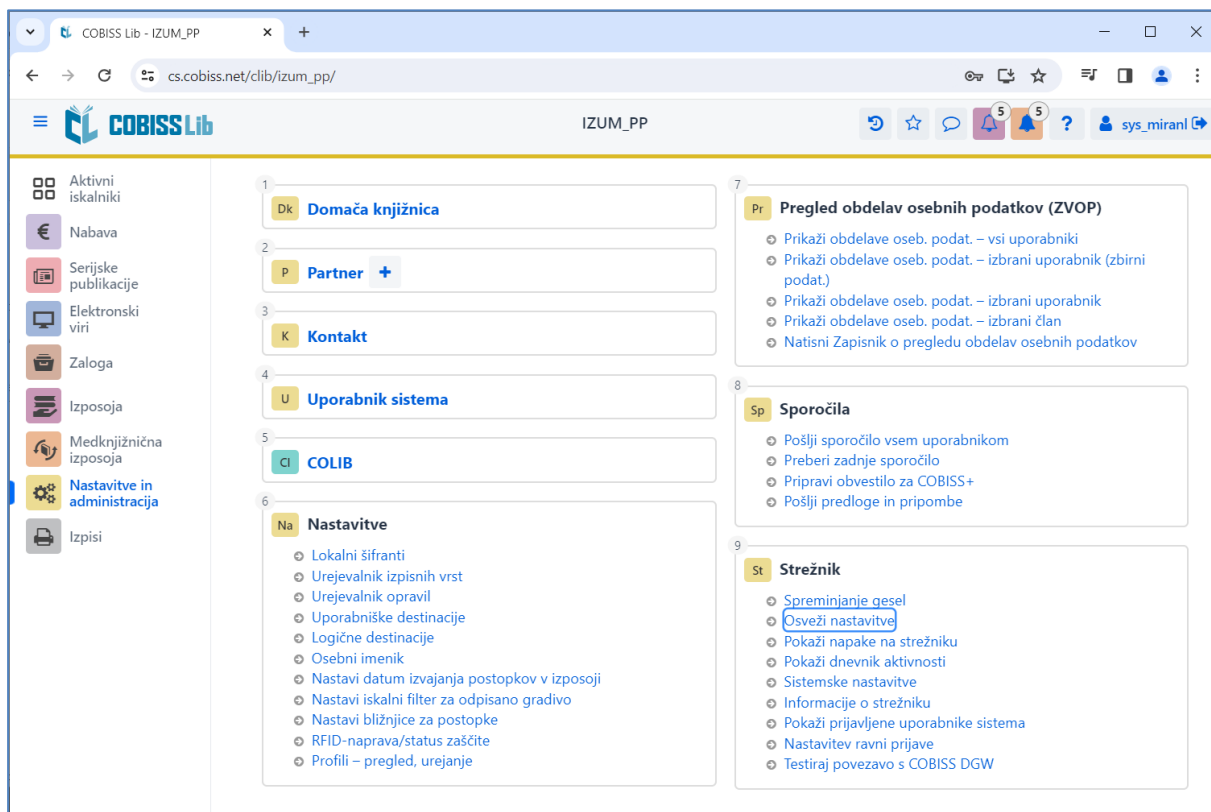 COBISS Lib - IZUM_PP
cs.cobiss.net/clib/izum_pp/
COBISS Lib
IZUM_PP
5
5
?
sys_miranl
Aktivni
iskalniki
€
Nabava
Serijske
publikacije
Elektronski
viri
Zaloga
Izposoja
Medknjižnična
izposoja
Nastavitve in
administracija
Izpisi
1
Dk Domača knjižnica
2
P Partner +
3
K Kontakt
4
U Uporabnik sistema
5
Cl COLIB
6
Na Nastavitve
Lokalni šifranti
Urejevalnik izpisnih vrst
Urejevalnik opravil
Uporabniške destinacije
Logične destinacije
Osebni imenik
Nastavi datum izvajanja postopkov v izposoji
Nastavi iskalni filter za odpisano gradivo
Nastavi bližnjice za postopke
RFID-naprava/status zaščite
Profili – pregled, urejanje
7
Pr Pregled obdelav osebnih podatkov (ZVOP)
Prikaži obdelave oseb. podat. – vsi uporabniki
Prikaži obdelave oseb. podat. – izbrani uporabnik (zbirni
podat.)
Prikaži obdelave oseb. podat. – izbrani uporabnik
Prikaži obdelave oseb. podat. – izbrani član
Natisni Zapisnik o pregledu obdelav osebnih podatkov
8
Sp Sporočila
Pošlji sporočilo vsem uporabnikom
Preberi zadnje sporočilo
Pripravi obvestilo za COBISS+
Pošlji predloge in pripombe
9
St Strežnik
Spreminjanje gesel
Osveži nastavitve
Pokaži napake na strežniku
Pokaži dnevnik aktivnosti
Sistemske nastavitve
Informacije o strežniku
Pokaži prijavljene uporabnike sistema
Nastavitev ravni prijave
Testiraj povezavo s COBISS DGW